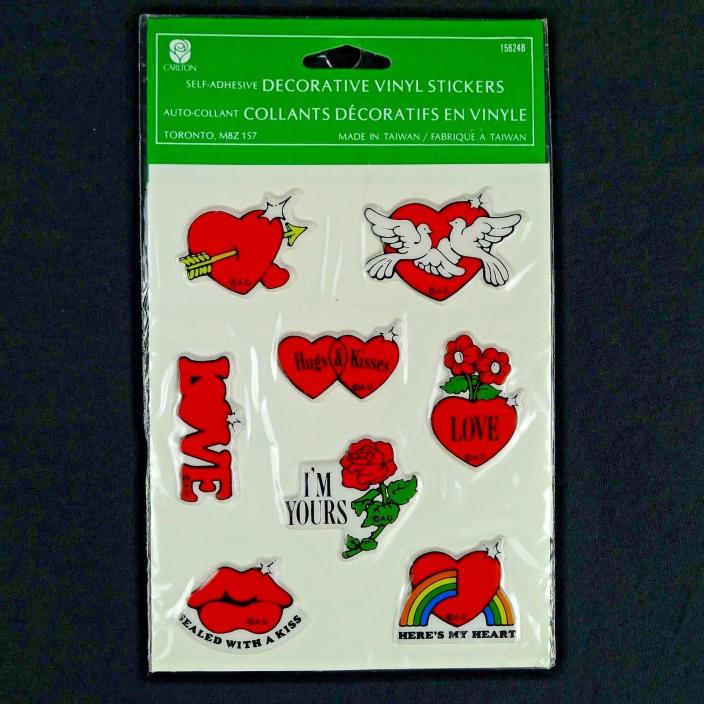 156248
CARLTON
SELF-ADHESIVE DECORATIVE VINYL STICKERS
AUTO-COLLANT COLLANTS DÉCORATIFS EN VINYLE
TORONTO, M8Z 1S7 MADE IN TAIWAN / FABRIQUÉ À TAIWAN
©A.G.
©A.G.
Hugs & Kisses
©A.G.
LOVE
LOVE
©A.G.
I'M
YOURS
©A.G.
©A.G.
SEALED WITH A KISS
©A.G.
HERE'S MY HEART